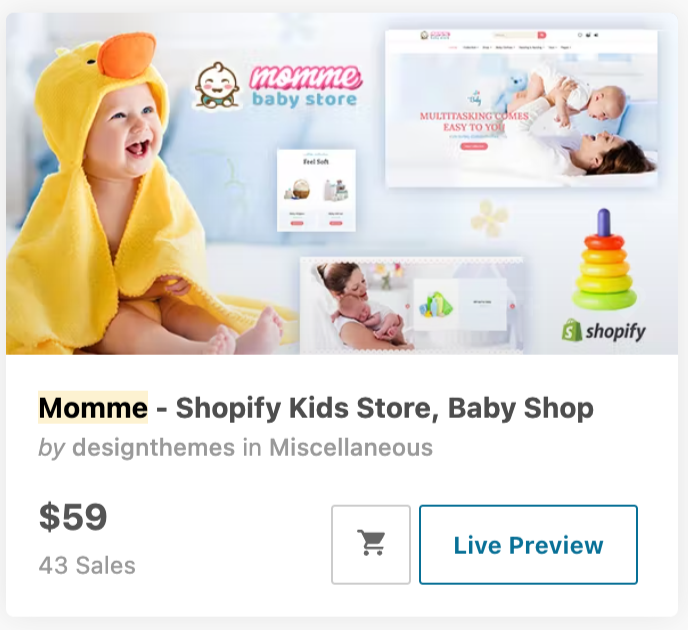 momme
baby store
MULTITASKING COMES
EASY TO YOU
Feel Soft
shopify
Momme - Shopify Kids Store, Baby Shop
by designthemes in Miscellaneous
$59
43 Sales
Live Preview